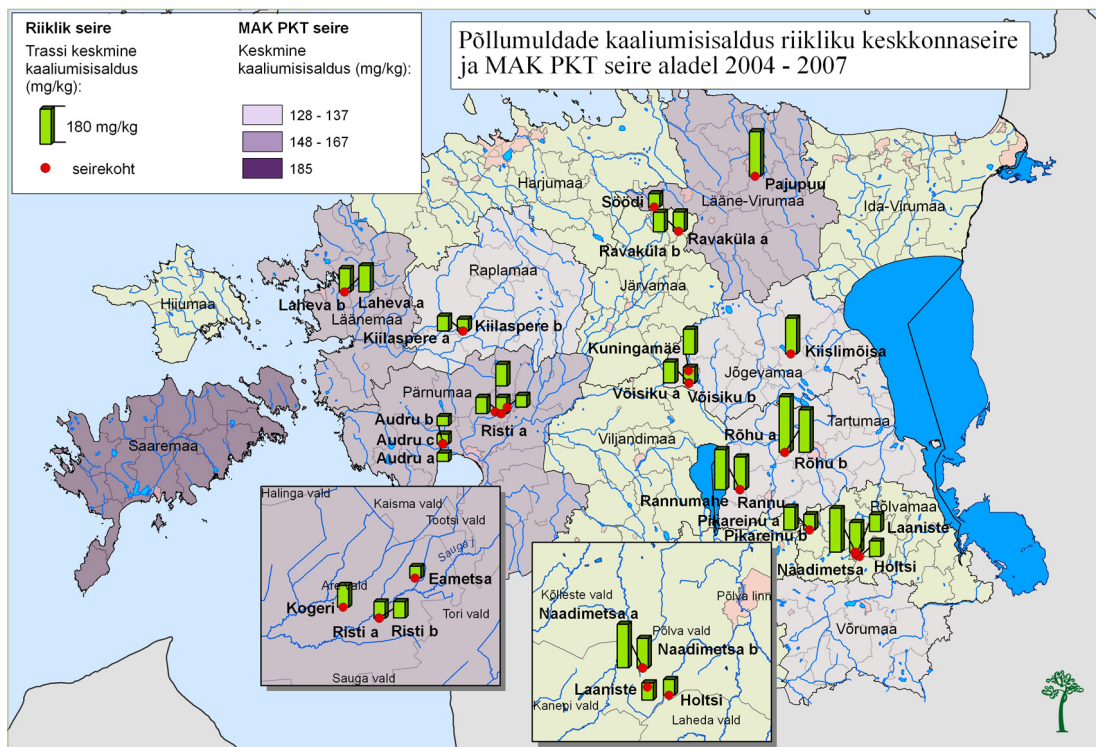 Riiklik seire
Trassi keskmine
kaaliumisisaldus
(mg/kg):
180 mg/kg
seirekoht
MAK PKT seire
Keskmine
kaaliumisisaldus (mg/kg):
128 - 137
148 - 167
185
Põllumuldade kaaliumisisaldus riikliku keskkonnaseire
ja MAK PKT seire aladel 2004 - 2007
Harjumaa
Pajupuu
Lääne-Virumaa
Ida-Virumaa
Söödi
Ravaküla a
Ravaküla b
Raplamaa
Järvamaa
Hiiumaa
Laheva b
Laheva a
Läänemaa
Kiilaspere b
Kiilaspere a
Kuningamäe
Kiislimõisa
Jõgevamaa
Võisiku a
Võisiku b
Pärnumaa
Audru b
Audru c
Audru a
Risti a
Viljandimaa
Tartumaa
Rõhu a
Rõhu b
Saaremaa
Rannumahe
Rannu
Pikareinu a
Pikareinu b
Põlvamaa
Laaniste
Naadimetsa
Holtsi
Võrumaa
Halinga vald
Kaisma vald
Tootsi vald
Sauga j
Eametsa
Are vald
Kogeri
Risti a
Risti b
Tori vald
Sauga vald
Kõlleste vald
Põlva linn
Naadimetsa a
Põlva vald
Naadimetsa b
Laaniste
Holtsi
Kanepi vald
Laheda vald